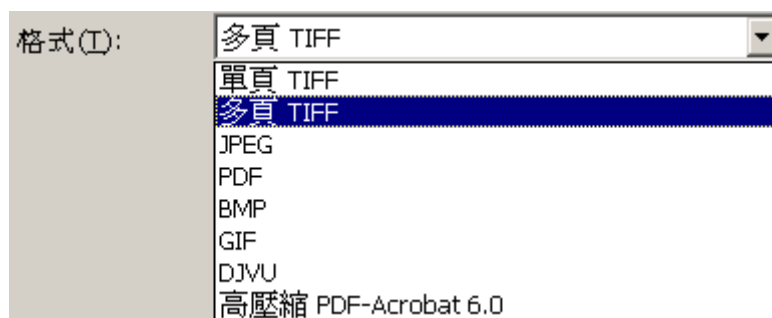 格式(T): 多頁 TIFF
單頁 TIFF
多頁 TIFF
JPEG
PDF
BMP
GIF
DJVU
高壓縮 PDF-Acrobat 6.0